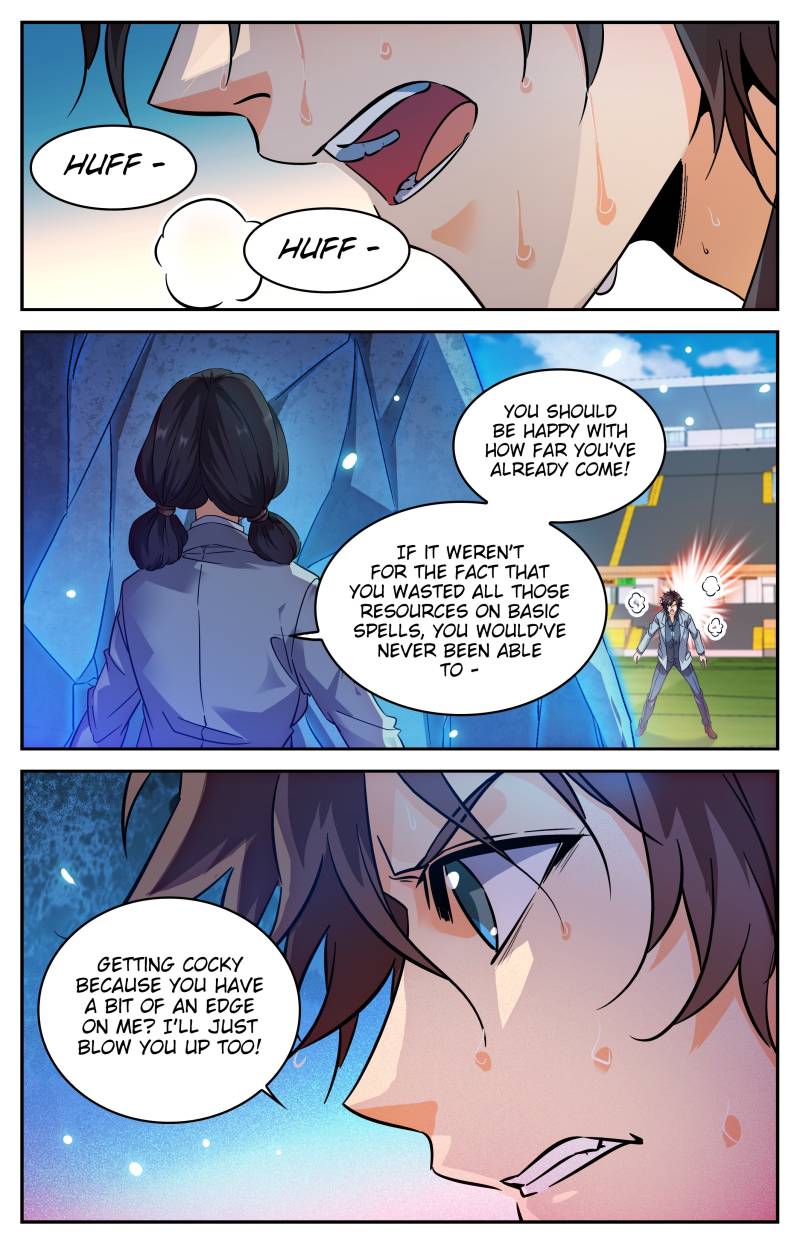 HUFF -
HUFF -
YOU SHOULD
BE HAPPY WITH
HOW FAR YOU'VE
ALREADY COME!
IF IT WEREN'T
FOR THE FACT THAT
YOU WASTED ALL THOSE
RESOURCES ON BASIC
SPELLS, YOU WOULD'VE
NEVER BEEN ABLE
TO -
GETTING COCKY
BECAUSE YOU HAVE
A BIT OF AN EDGE
ON ME? I'LL JUST
BLOW YOU UP TOO!